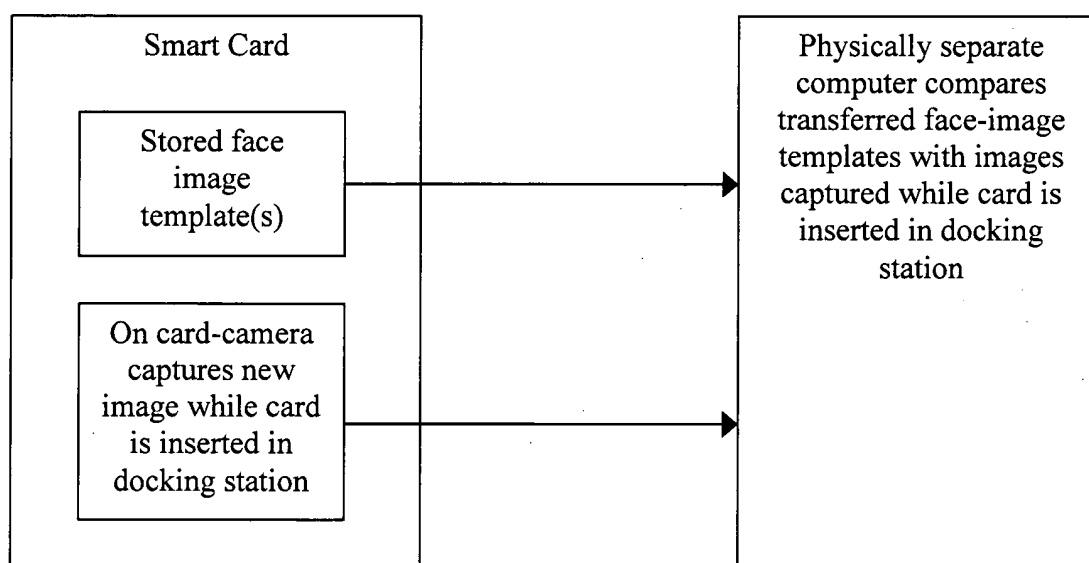 Smart Card
Stored face
image
template(s)
On card-camera
captures new
image while card
is inserted in
docking station
Physically separate
computer compares
transferred face-image
templates with images
captured while card is
inserted in docking
station